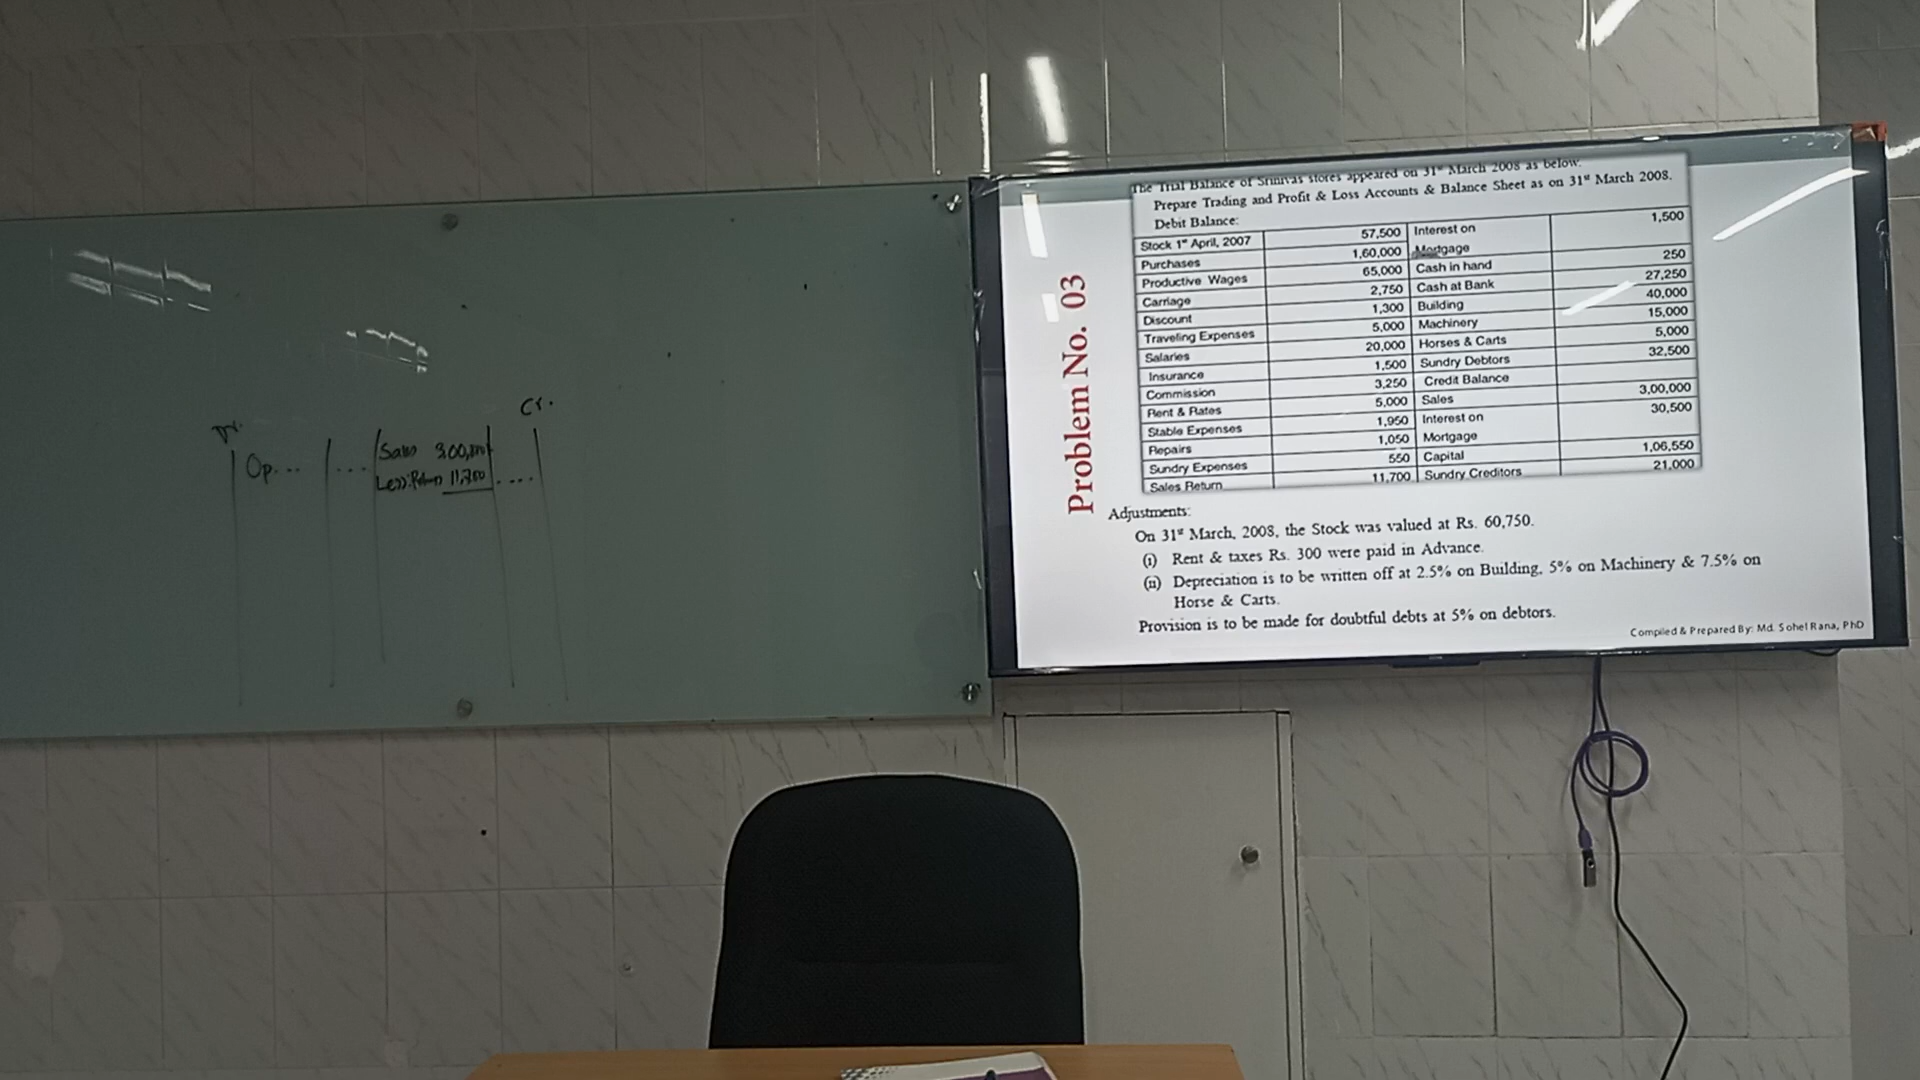 Dr.
Cr.
Op...
...
Sales 300,000
Less: Return 11,700
....
Problem No. 03
The Trial Balance of Srinivas stores appeared on 31st March 2008 as below.
Prepare Trading and Profit & Loss Accounts & Balance Sheet as on 31st March 2008.
Debit Balance:
Stock 1st April, 2007 57,500 Interest on Mortgage 1,500
Purchases 1,60,000
Productive Wages 65,000 Cash in hand 250
Carriage 2,750 Cash at Bank 27,250
Discount 1,300 Building 40,000
Traveling Expenses 5,000 Machinery 15,000
Salaries 20,000 Horses & Carts 5,000
Insurance 1,500 Sundry Debtors 32,500
Commission 3,250 Credit Balance
Rent & Rates 5,000 Sales 3,00,000
Stable Expenses 1,950 Interest on 30,500
Repairs 1,050 Mortgage
Sundry Expenses 550 Capital 1,06,550
Sales Return 11,700 Sundry Creditors 21,000
Adjustments:
On 31st March, 2008, the Stock was valued at Rs. 60,750.
(i) Rent & taxes Rs. 300 were paid in Advance.
(ii) Depreciation is to be written off at 2.5% on Building, 5% on Machinery & 7.5% on
Horse & Carts.
Provision is to be made for doubtful debts at 5% on debtors.
Compiled & Prepared By: Md. Sohel Rana, PhD